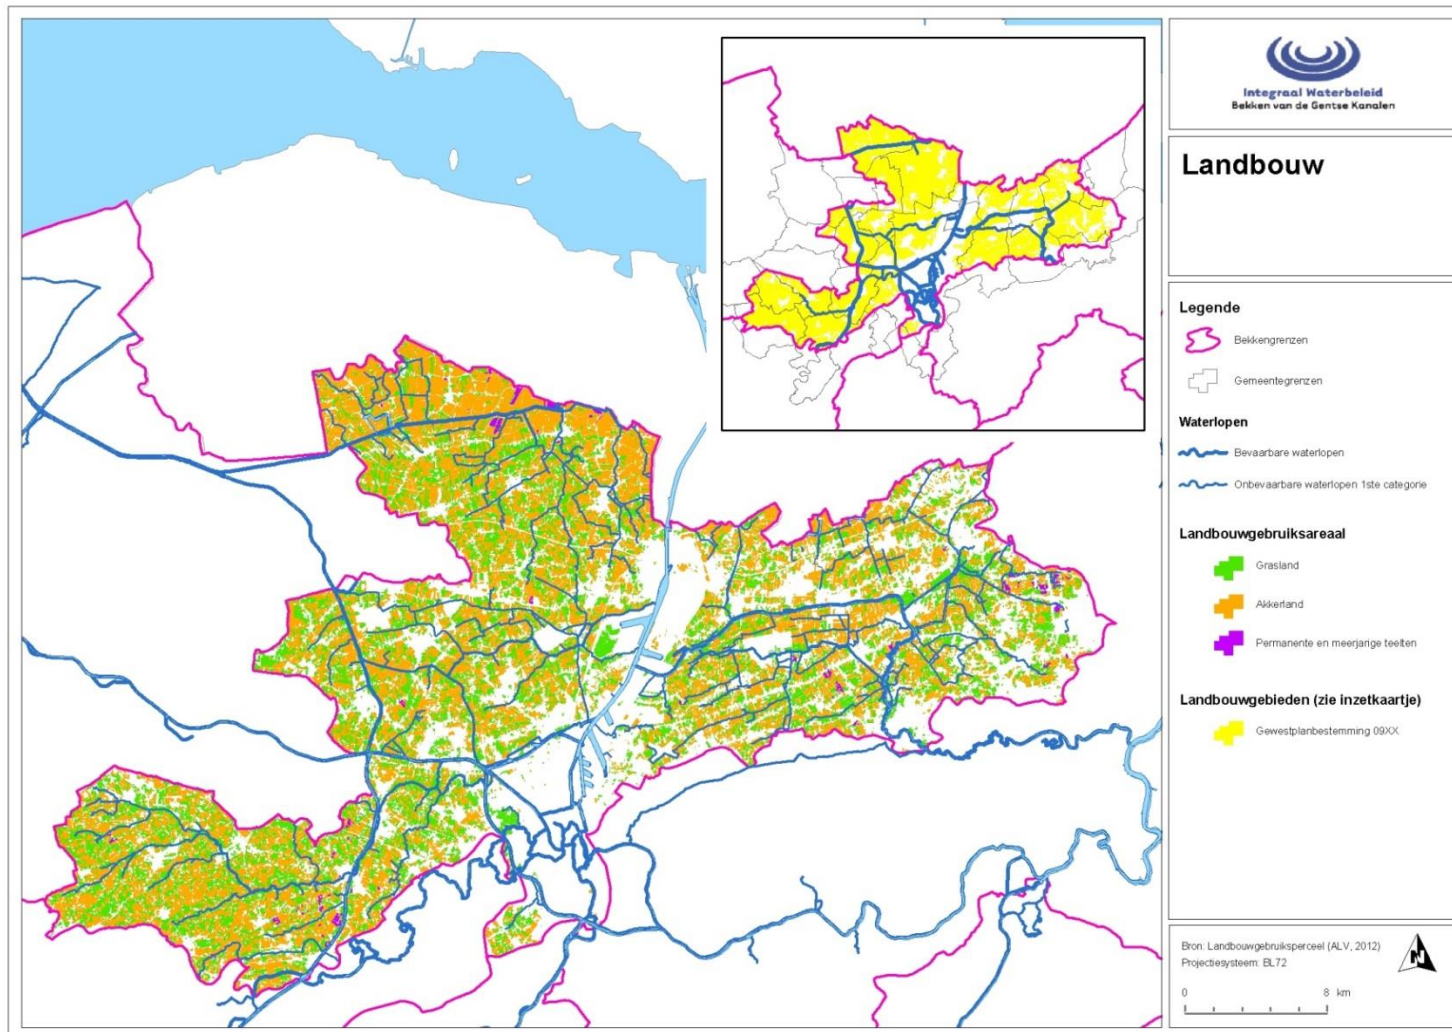 Integraal Waterbeleid
Bekken van de Gentse Kanalen
Landbouw
Legende
Bekkengrenzen
Gemeentegrenzen
Waterlopen
Bevaarbare waterlopen
Onbevaarbare waterlopen 1ste categorie
Landbouwgebruiksareaal
Grasland
Akkerland
Permanente en meerjarige teelten
Landbouwgebieden (zie inzetkaartje)
Gewestplanbestemming 09XX
Bron: Landbouwgebruiksperceel (ALV, 2012)
Projectiesysteem: BL72
N
0 8 km